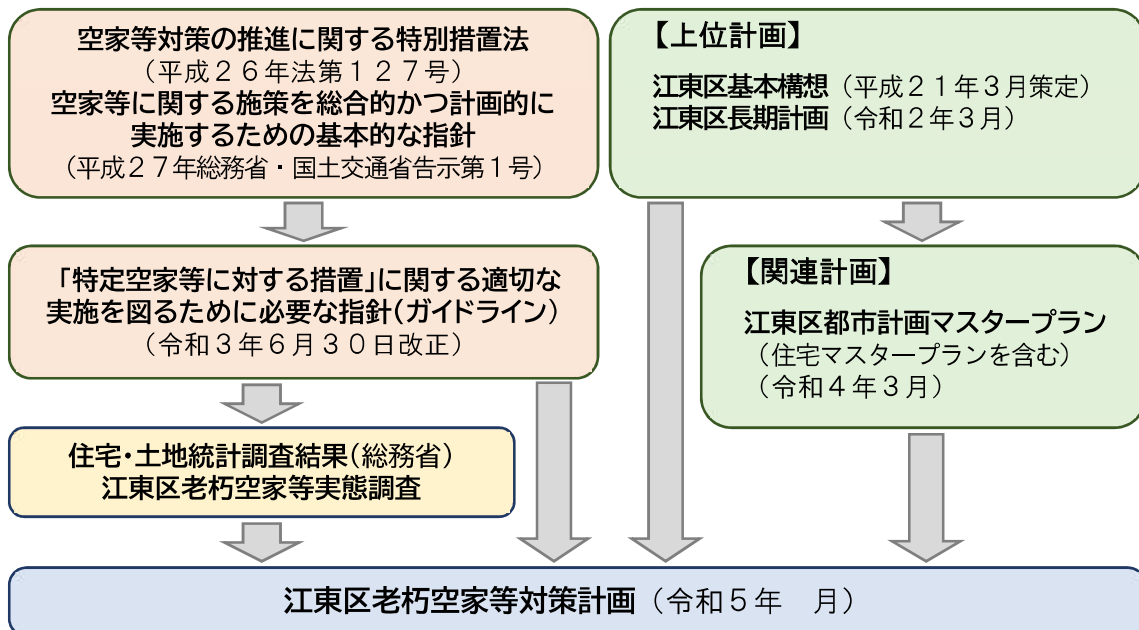 空家等対策の推進に関する特別措置法
（平成２６年法第１２７号）
空家等に関する施策を総合的かつ計画的に
実施するための基本的な指針
（平成２７年総務省・国土交通省告示第１号）
【上位計画】
江東区基本構想（平成２１年３月策定）
江東区長期計画（令和２年３月）
「特定空家等に対する措置」に関する適切な
実施を図るために必要な指針（ガイドライン）
（令和３年６月３０日改正）
【関連計画】
江東区都市計画マスタープラン
（住宅マスタープランを含む）
（令和４年３月）
住宅・土地統計調査結果（総務省）
江東区老朽空家等実態調査
江東区老朽空家等対策計画（令和５年　月）